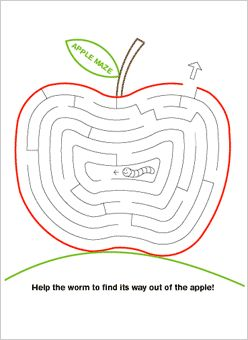 APPLE MAZE
Help the worm to find its way out of the apple!